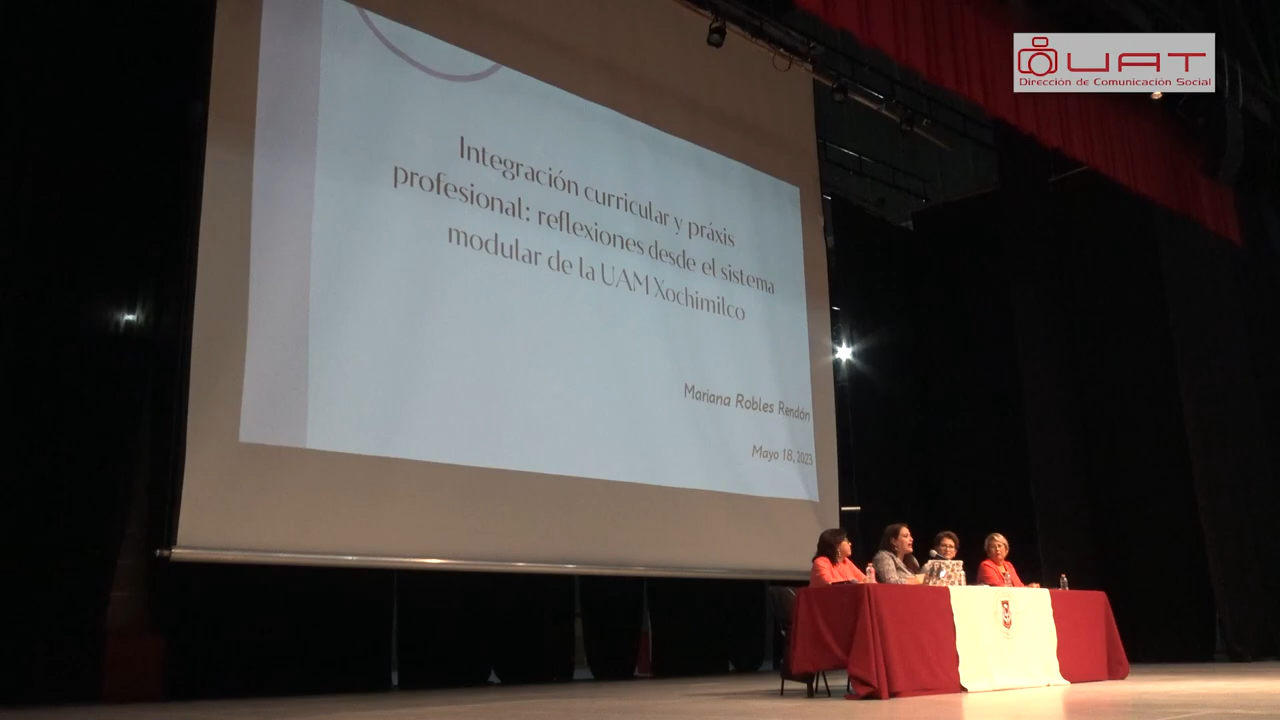 UAT
Dirección de Comunicación Social
Integración curricular y práxis
profesional: reflexiones desde el sistema
modular de la UAM Xochimilco
Mariana Robles Rendón
Mayo 18, 2023